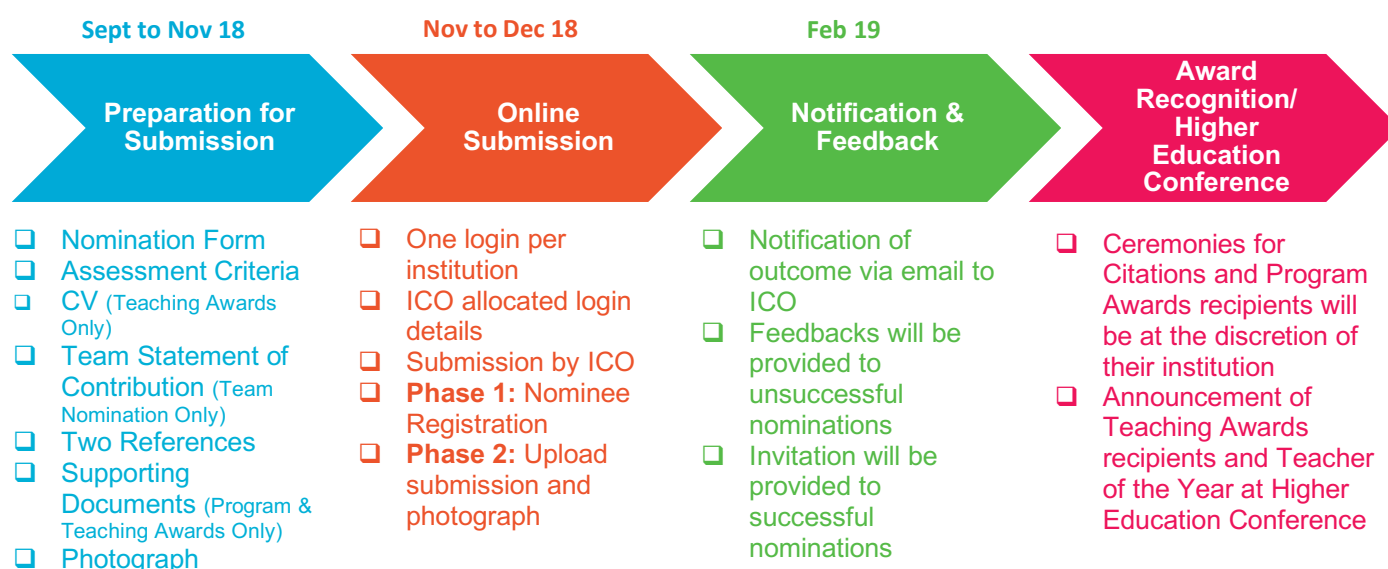 Sept to Nov 18
Nov to Dec 18
Feb 19
Preparation for
Submission
Online
Submission
Notification &
Feedback
Award
Recognition/
Higher
Education
Conference
Nomination Form
Assessment Criteria
CV (Teaching Awards
Only)
Team Statement of
Contribution (Team
Nomination Only)
Two References
Supporting
Documents (Program &
Teaching Awards Only)
Photograph
One login per
institution
ICO allocated login
details
Submission by ICO
Phase 1: Nominee
Registration
Phase 2: Upload
submission and
photograph
Notification of
outcome via email to
ICO
Feedbacks will be
provided to
unsuccessful
nominations
Invitation will be
provided to
successful
nominations
Ceremonies for
Citations and Program
Awards recipients will
be at the discretion of
their institution
Announcement of
Teaching Awards
recipients and Teacher
of the Year at Higher
Education Conference